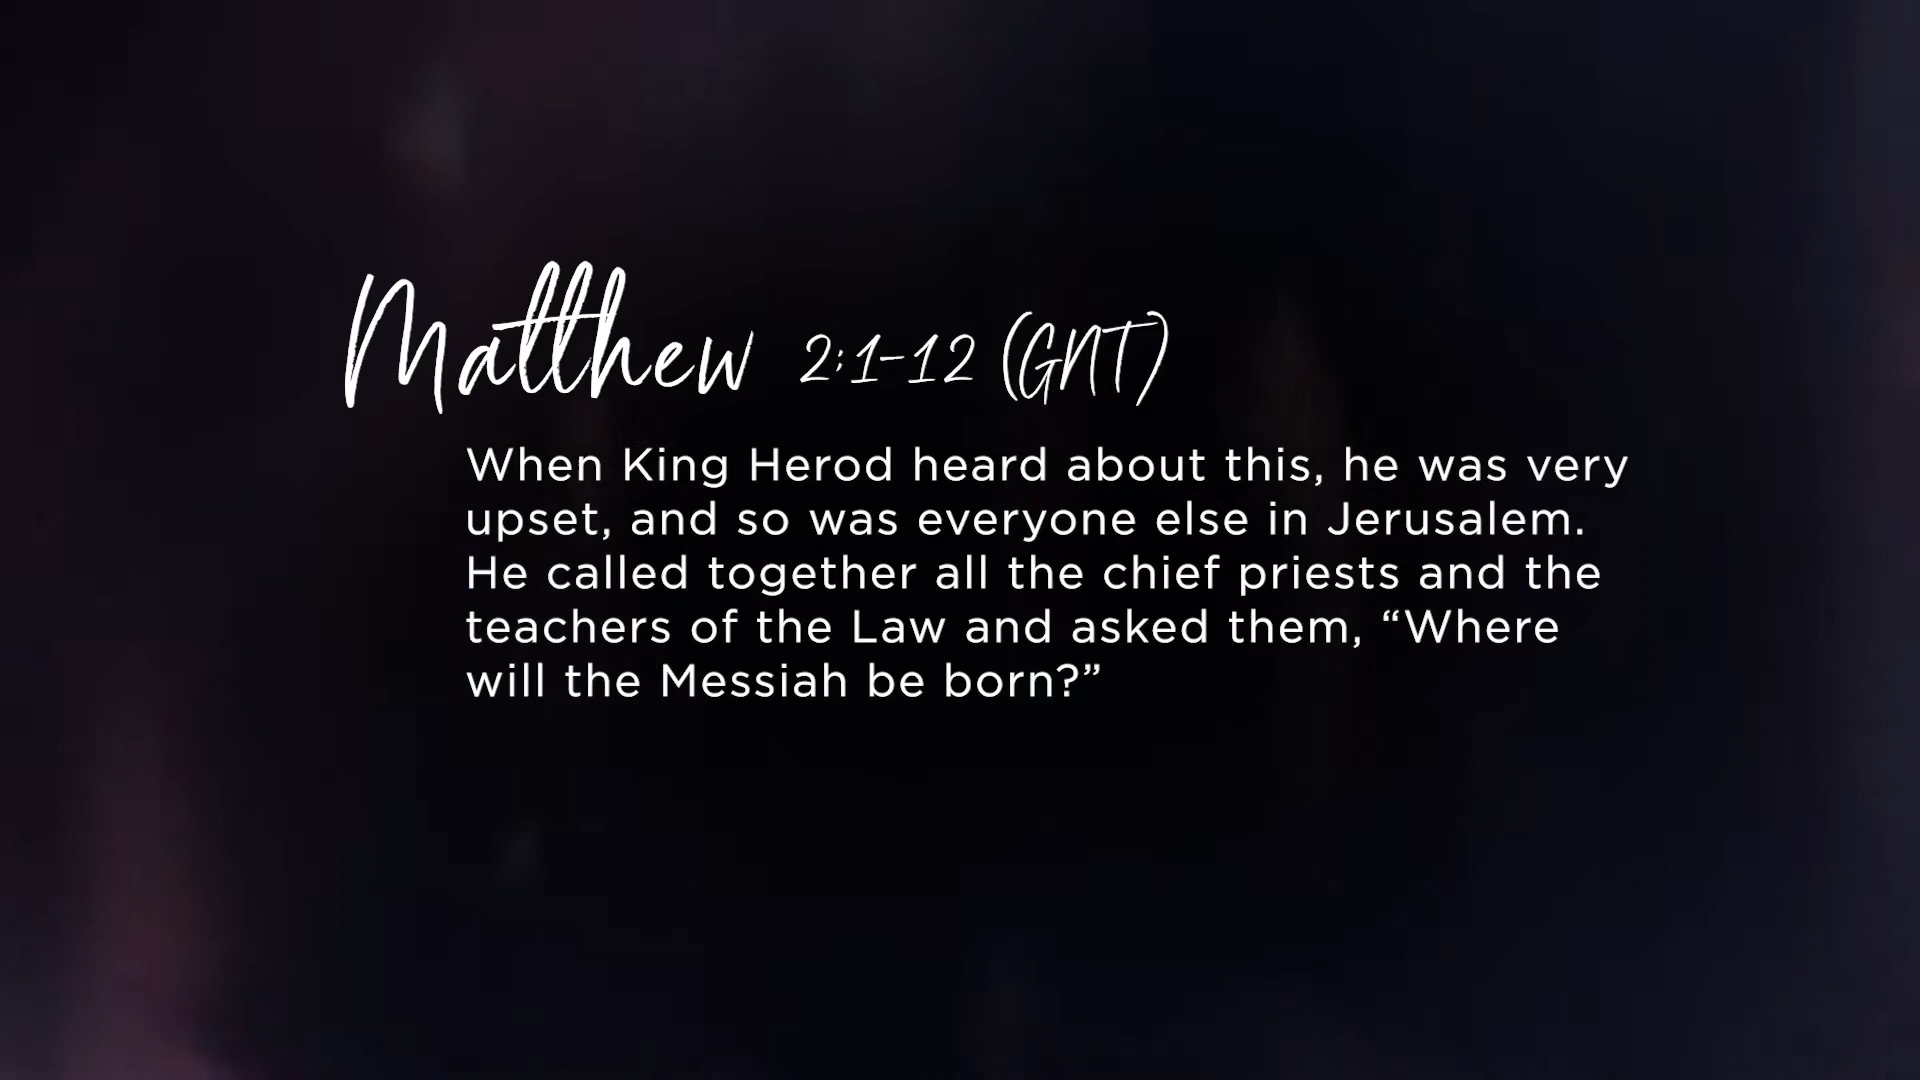 Matthew 2:1-12 (GNT)
When King Herod heard about this, he was very
upset, and so was everyone else in Jerusalem.
He called together all the chief priests and the
teachers of the Law and asked them, “Where
will the Messiah be born?”